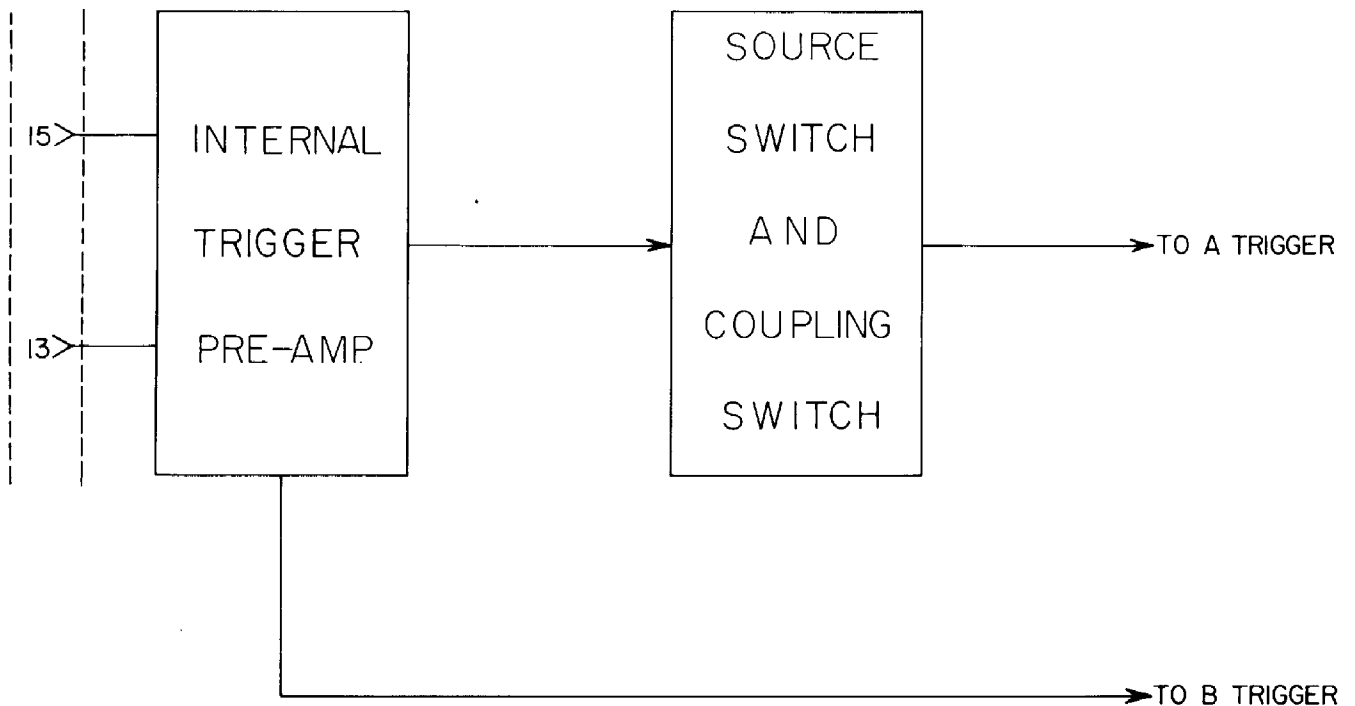 15
INTERNAL
TRIGGER
13
PRE-AMP
SOURCE
SWITCH
AND
COUPLING
SWITCH
TO A TRIGGER
TO B TRIGGER